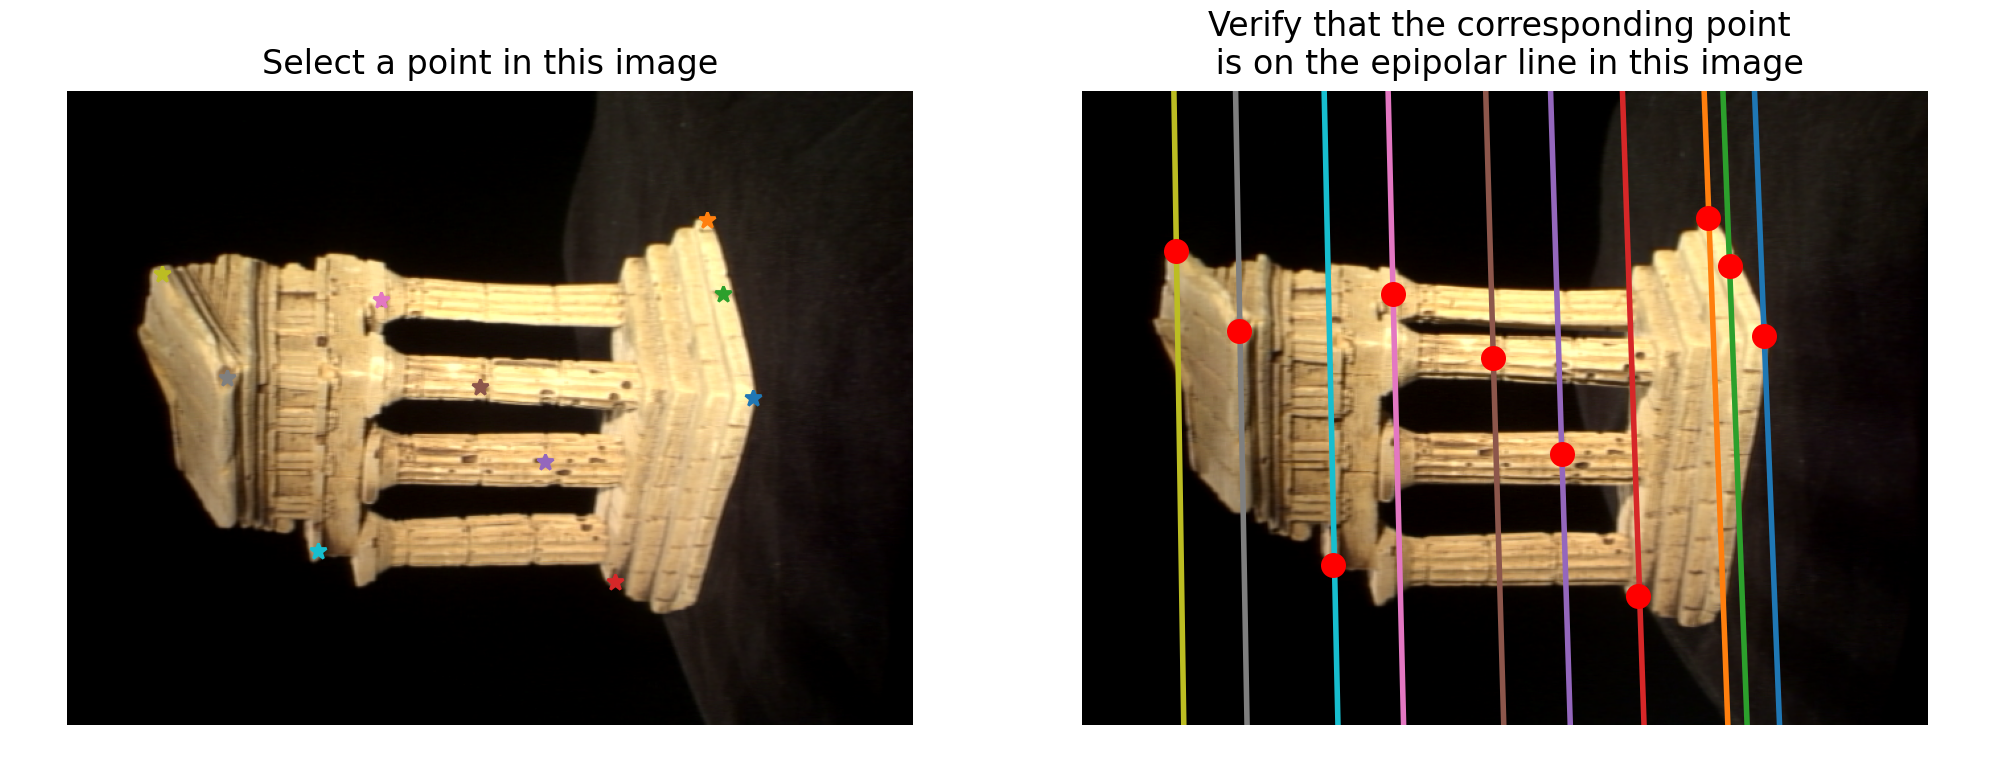 Select a point in this image
Verify that the corresponding point
is on the epipolar line in this image